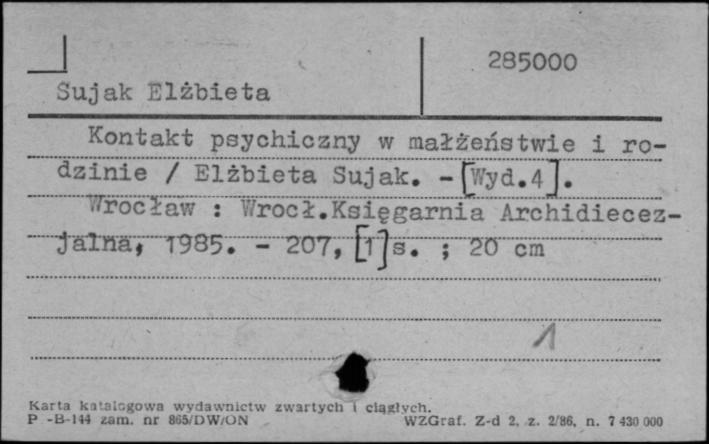 285000
Sujak Elżbieta
Kontakt psychiczny w małżeństwie i ro-
dzinie / Elżbieta Sujak. - [Wyd.4].
Wrocław : Wrocł.Księgarnia Archidiecez-
jalna, 1985. - 207, [1]s. ; 20 cm
1
Karta katalogowa wydawnictw zwartych i ciągłych.
P -B-144 zam. nr 865/DW/ON WZGraf. Z-d 2, z. 2/86, n. 7 430 000